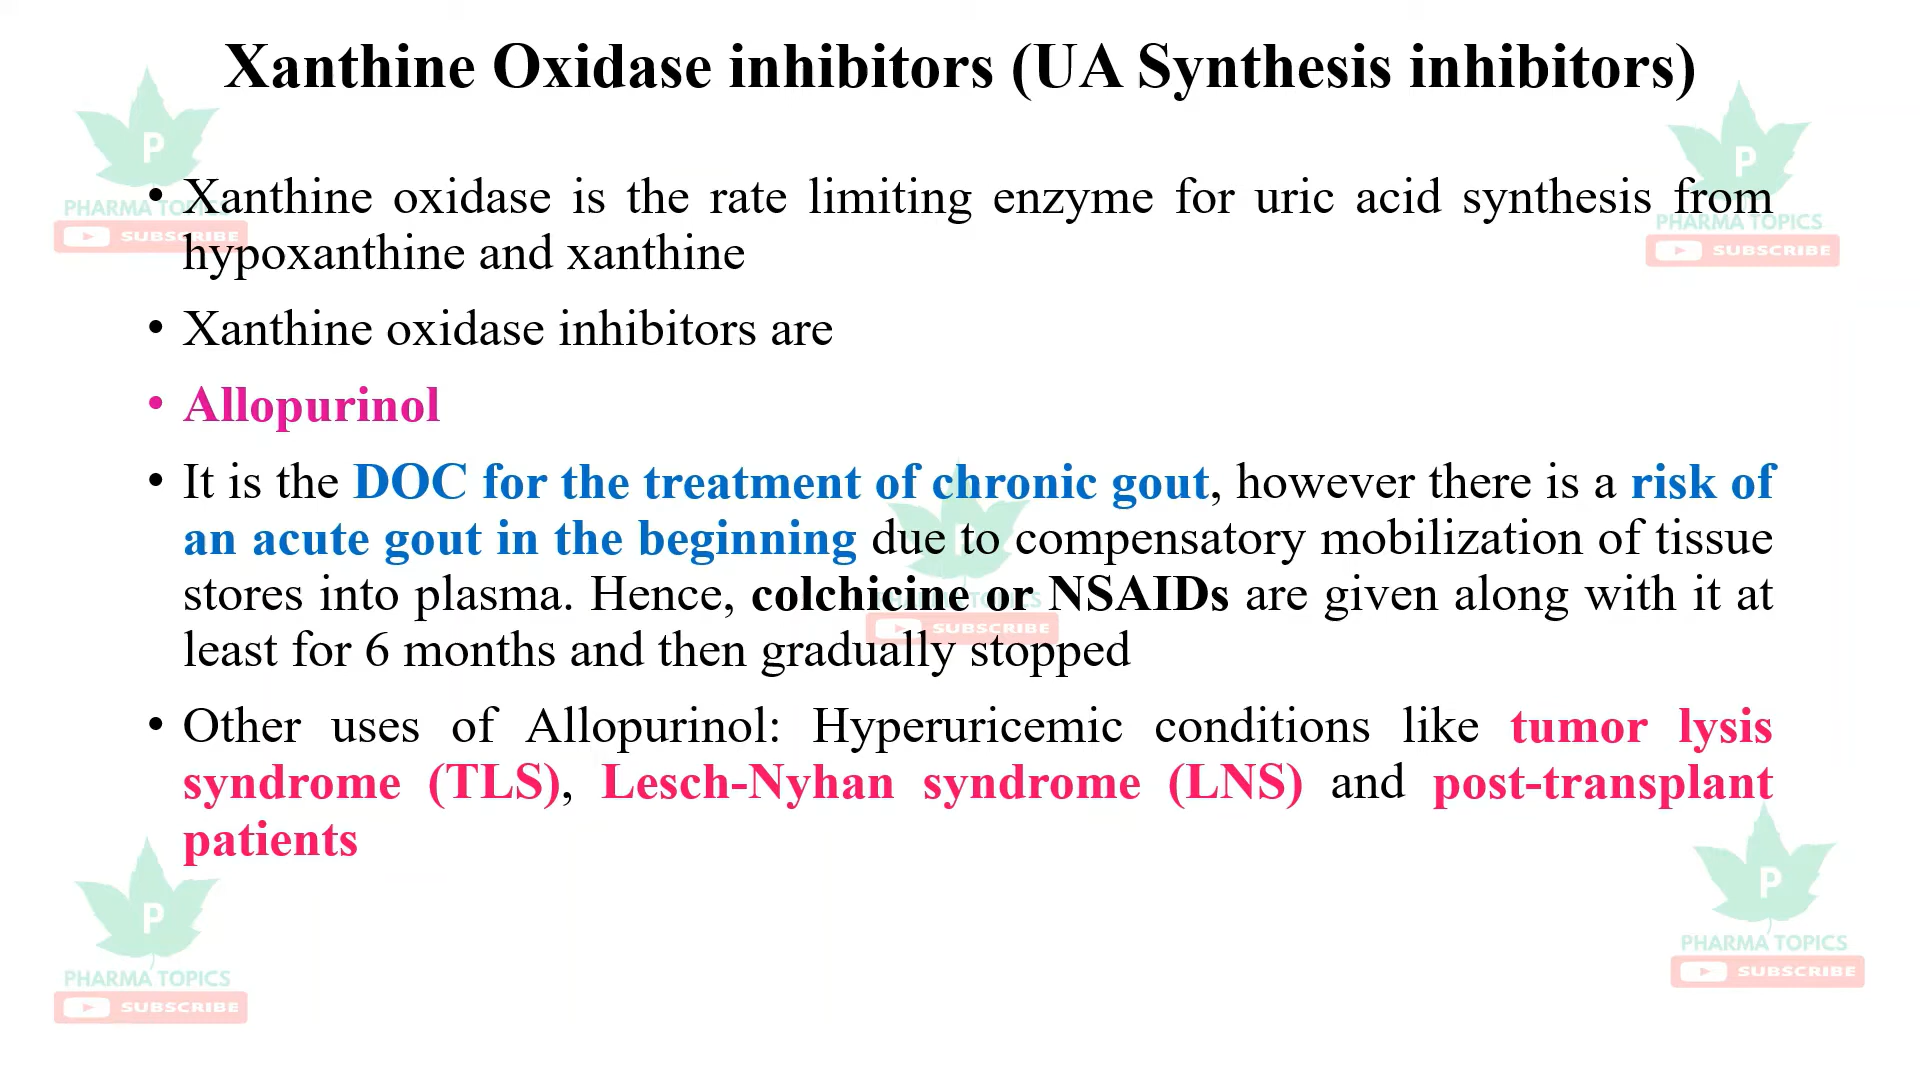 Xanthine Oxidase inhibitors (UA Synthesis inhibitors)
• Xanthine oxidase is the rate limiting enzyme for uric acid synthesis from
hypoxanthine and xanthine
• Xanthine oxidase inhibitors are
• Allopurinol
• It is the DOC for the treatment of chronic gout, however there is a risk of
an acute gout in the beginning due to compensatory mobilization of tissue
stores into plasma. Hence, colchicine or NSAIDs are given along with it at
least for 6 months and then gradually stopped
• Other uses of Allopurinol: Hyperuricemic conditions like tumor lysis
syndrome (TLS), Lesch-Nyhan syndrome (LNS) and post-transplant
patients
P
PHARMA TOPICS
SUBSCRIBE
P
PHARMA TOPICS
SUBSCRIBE
P
SUBSCRIBE
P
PHARMA TOPICS
SUBSCRIBE
P
PHARMA TOPICS
SUBSCRIBE